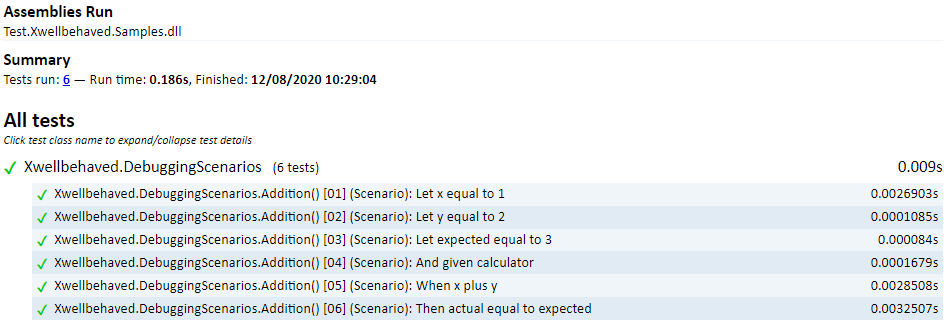 Assemblies Run
Test.Xwellbehaved.Samples.dll
Summary
Tests run: 6 — Run time: 0.186s, Finished: 12/08/2020 10:29:04
All tests
Click test class name to expand/collapse test details
✓ Xwellbehaved.DebuggingScenarios (6 tests) 0.009s
✓ Xwellbehaved.DebuggingScenarios.Addition() [01] (Scenario): Let x equal to 1 0.0026903s
✓ Xwellbehaved.DebuggingScenarios.Addition() [02] (Scenario): Let y equal to 2 0.0001085s
✓ Xwellbehaved.DebuggingScenarios.Addition() [03] (Scenario): Let expected equal to 3 0.000084s
✓ Xwellbehaved.DebuggingScenarios.Addition() [04] (Scenario): And given calculator 0.0001679s
✓ Xwellbehaved.DebuggingScenarios.Addition() [05] (Scenario): When x plus y 0.0028508s
✓ Xwellbehaved.DebuggingScenarios.Addition() [06] (Scenario): Then actual equal to expected 0.0032507s